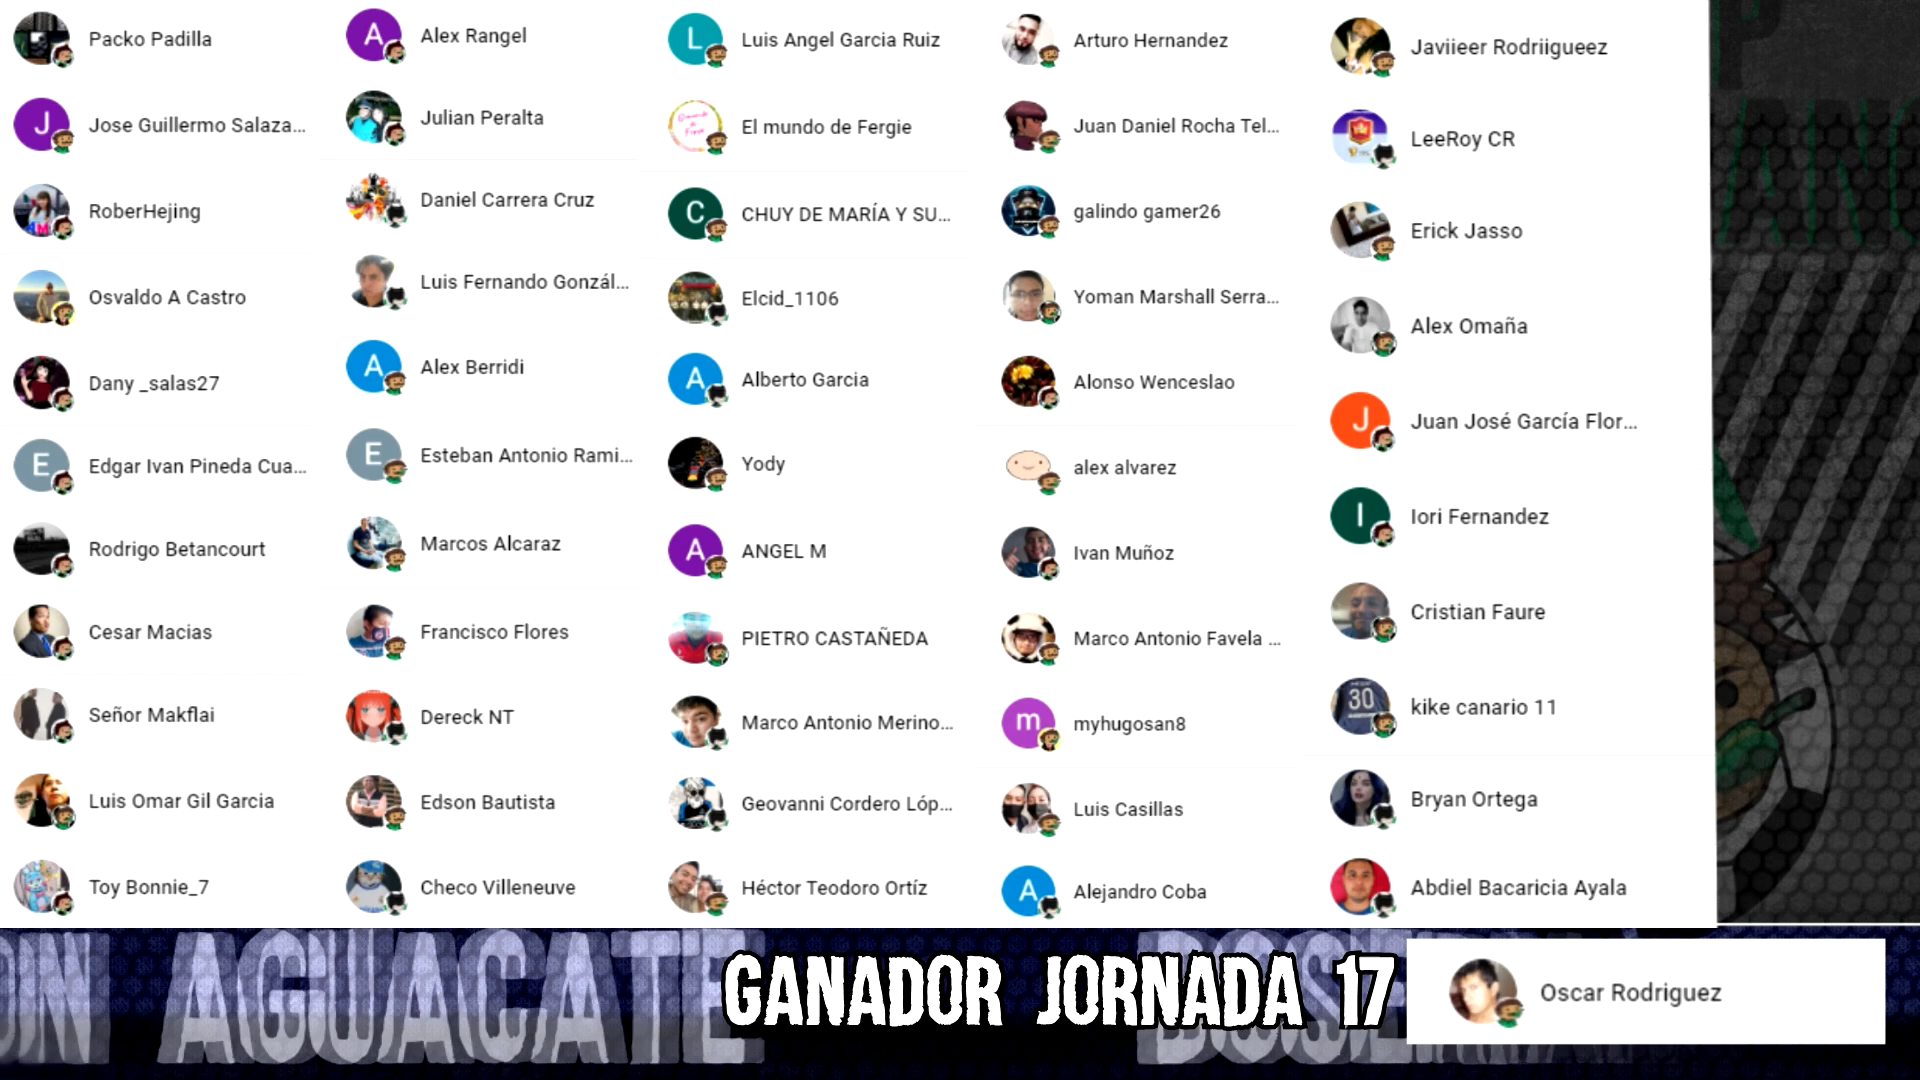 Packo Padilla
Jose Guillermo Salaza...
RoberHejing
Osvaldo A Castro
Dany _salas27
E
Edgar Ivan Pineda Cua...
Rodrigo Betancourt
Cesar Macias
Señor Makflai
Luis Omar Gil Garcia
Toy Bonnie_7
A
Alex Rangel
J
Julian Peralta
Daniel Carrera Cruz
Luis Fernando Gonzál...
A
Alex Berridi
E
Esteban Antonio Rami...
Marcos Alcaraz
Francisco Flores
Dereck NT
Edson Bautista
Checo Villeneuve
L
Luis Angel Garcia Ruiz
El mundo de Fergie
C
CHUY DE MARÍA Y SU...
Elcid_1106
A
Alberto Garcia
Yody
A
ANGEL M
PIETRO CASTAÑEDA
Marco Antonio Merino...
Geovanni Cordero Lóp...
Héctor Teodoro Ortíz
Arturo Hernandez
Juan Daniel Rocha Tel...
galindo gamer26
Yoman Marshall Serra...
Alonso Wenceslao
alex alvarez
Ivan Muñoz
Marco Antonio Favela ...
m
myhugosan8
Luis Casillas
A
Alejandro Coba
Javiieer Rodriigueez
LeeRoy CR
Erick Jasso
Alex Omaña
J
Juan José García Flor...
I
Iori Fernandez
Cristian Faure
30
kike canario 11
Bryan Ortega
Abdiel Bacaricia Ayala
ON AGUACATE
GANADOR JORNADA 17
Oscar Rodriguez